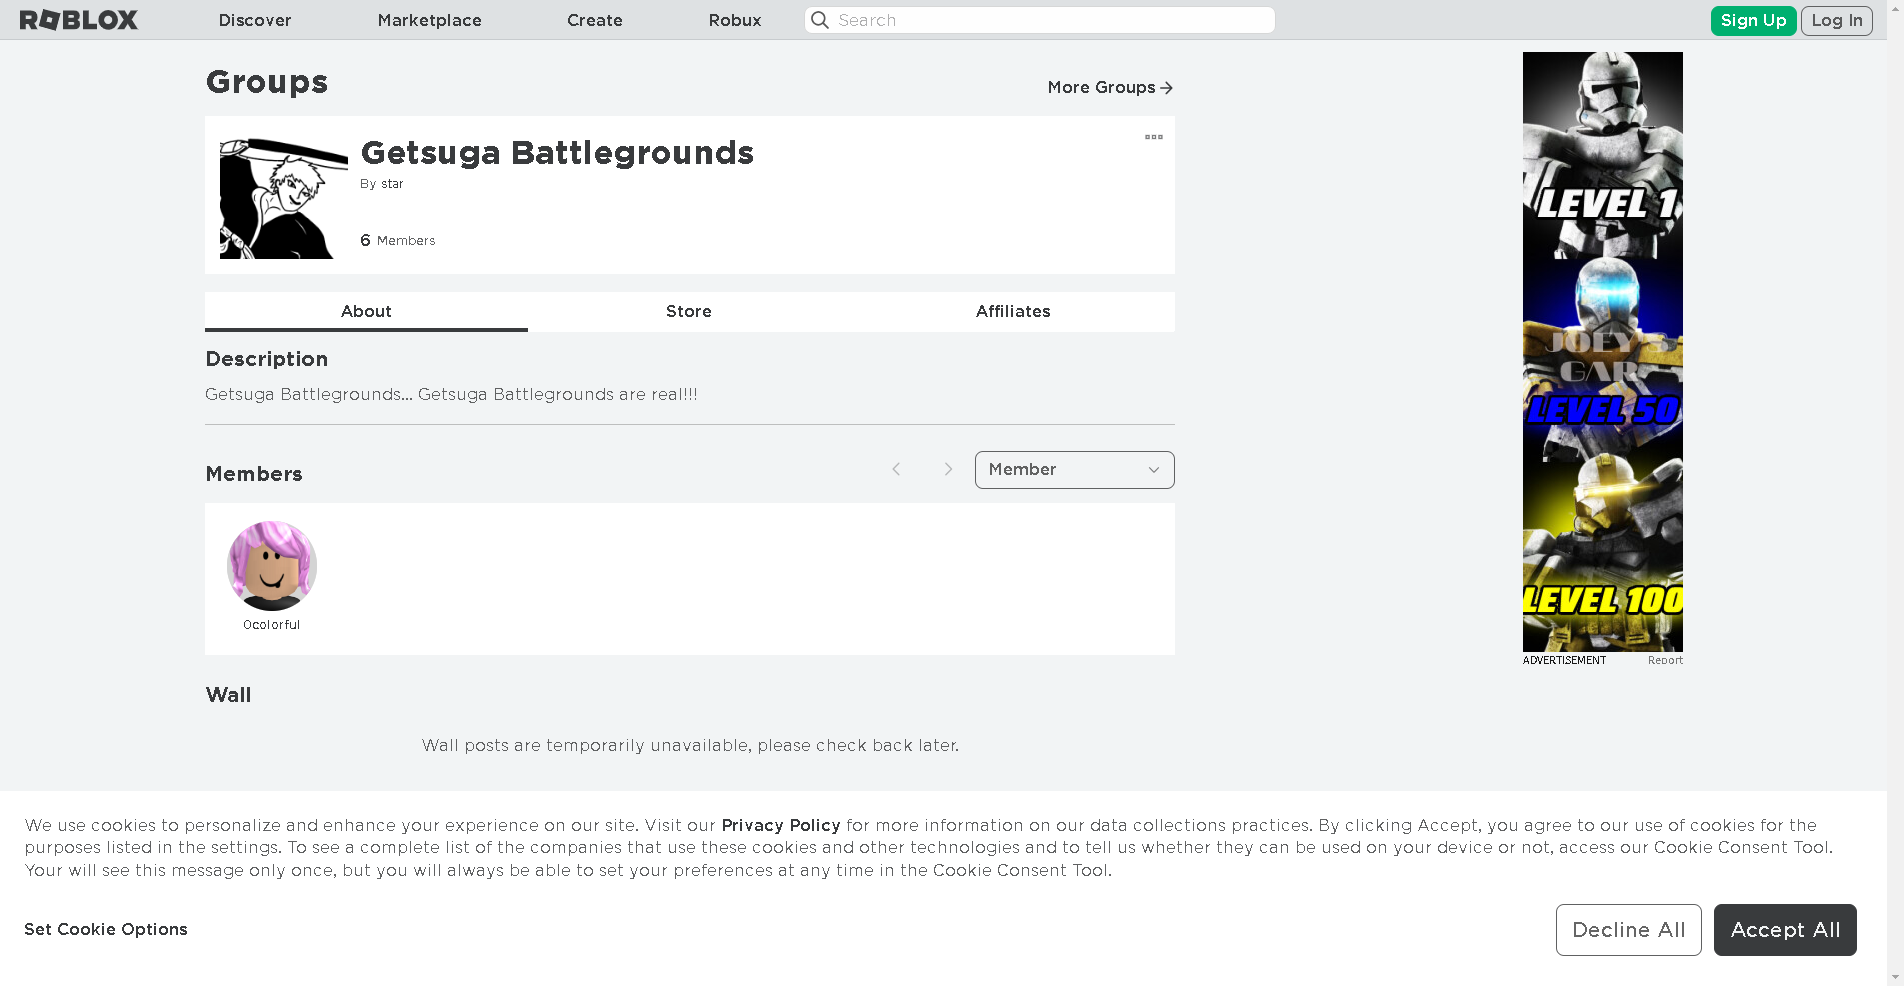 ROBLOX
Discover
Marketplace
Create
Robux
Search
Sign Up
Log In
Groups
More Groups
Getsuga Battlegrounds
By star
6 Members
About
Store
Affiliates
Description
Getsuga Battlegrounds... Getsuga Battlegrounds are real!!!
Members
Member
0colorful
Wall
Wall posts are temporarily unavailable, please check back later.
LEVEL 1
JOEY'S
GAR
LEVEL 50
LEVEL 100
ADVERTISEMENT
Report
We use cookies to personalize and enhance your experience on our site. Visit our Privacy Policy for more information on our data collections practices. By clicking Accept, you agree to our use of cookies for the
purposes listed in the settings. To see a complete list of the companies that use these cookies and other technologies and to tell us whether they can be used on your device or not, access our Cookie Consent Tool.
Your will see this message only once, but you will always be able to set your preferences at any time in the Cookie Consent Tool.
Set Cookie Options
Decline All
Accept All